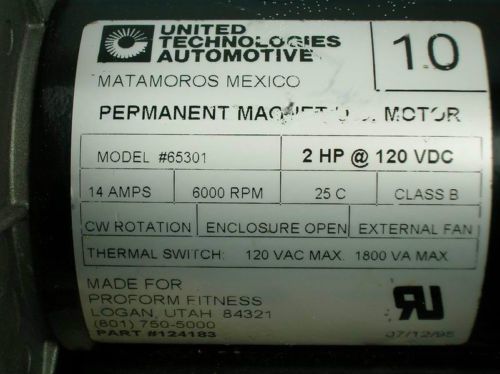 UNITED
TECHNOLOGIES
AUTOMOTIVE
10
MATAMOROS MEXICO
PERMANENT MAGNET D.C. MOTOR
MODEL #65301 2 HP @ 120 VDC
14 AMPS 6000 RPM 25 C CLASS B
CW ROTATION ENCLOSURE OPEN EXTERNAL FAN
THERMAL SWITCH: 120 VAC MAX. 1800 VA MAX
MADE FOR
PROFORM FITNESS
LOGAN, UTAH 84321
(801) 750-5000
PART #124183
07/12/95